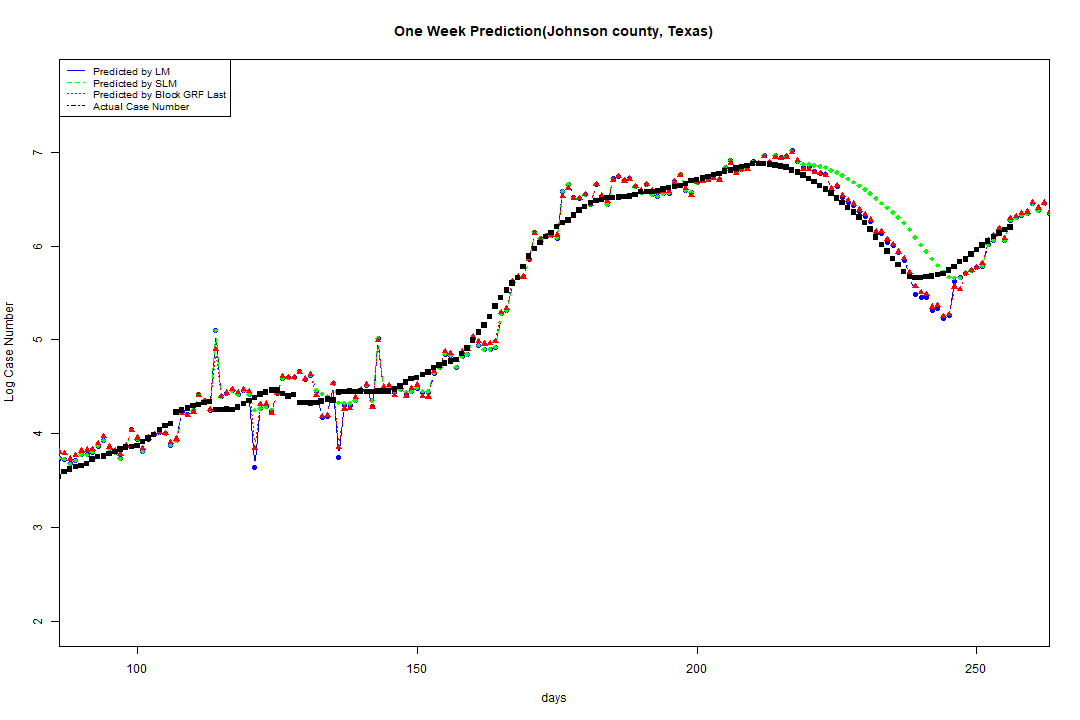 One Week Prediction(Johnson county, Texas)
Predicted by LM
Predicted by SLM
Predicted by Block GRF Last
Actual Case Number
7
6
5
4
3
2
Log Case Number
100 150 200 250
days